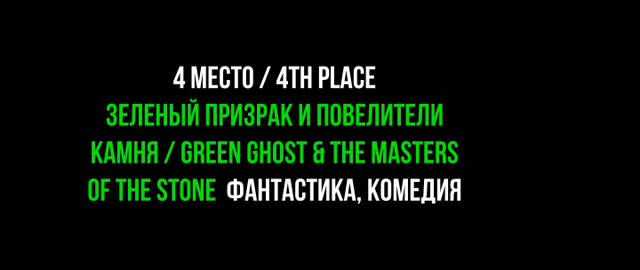 4 МЕСТО / 4TH PLACE
ЗЕЛЕНЫЙ ПРИЗРАК И ПОВЕЛИТЕЛИ
КАМНЯ / GREEN GHOST & THE MASTERS
OF THE STONE ФАНТАСТИКА, КОМЕДИЯ